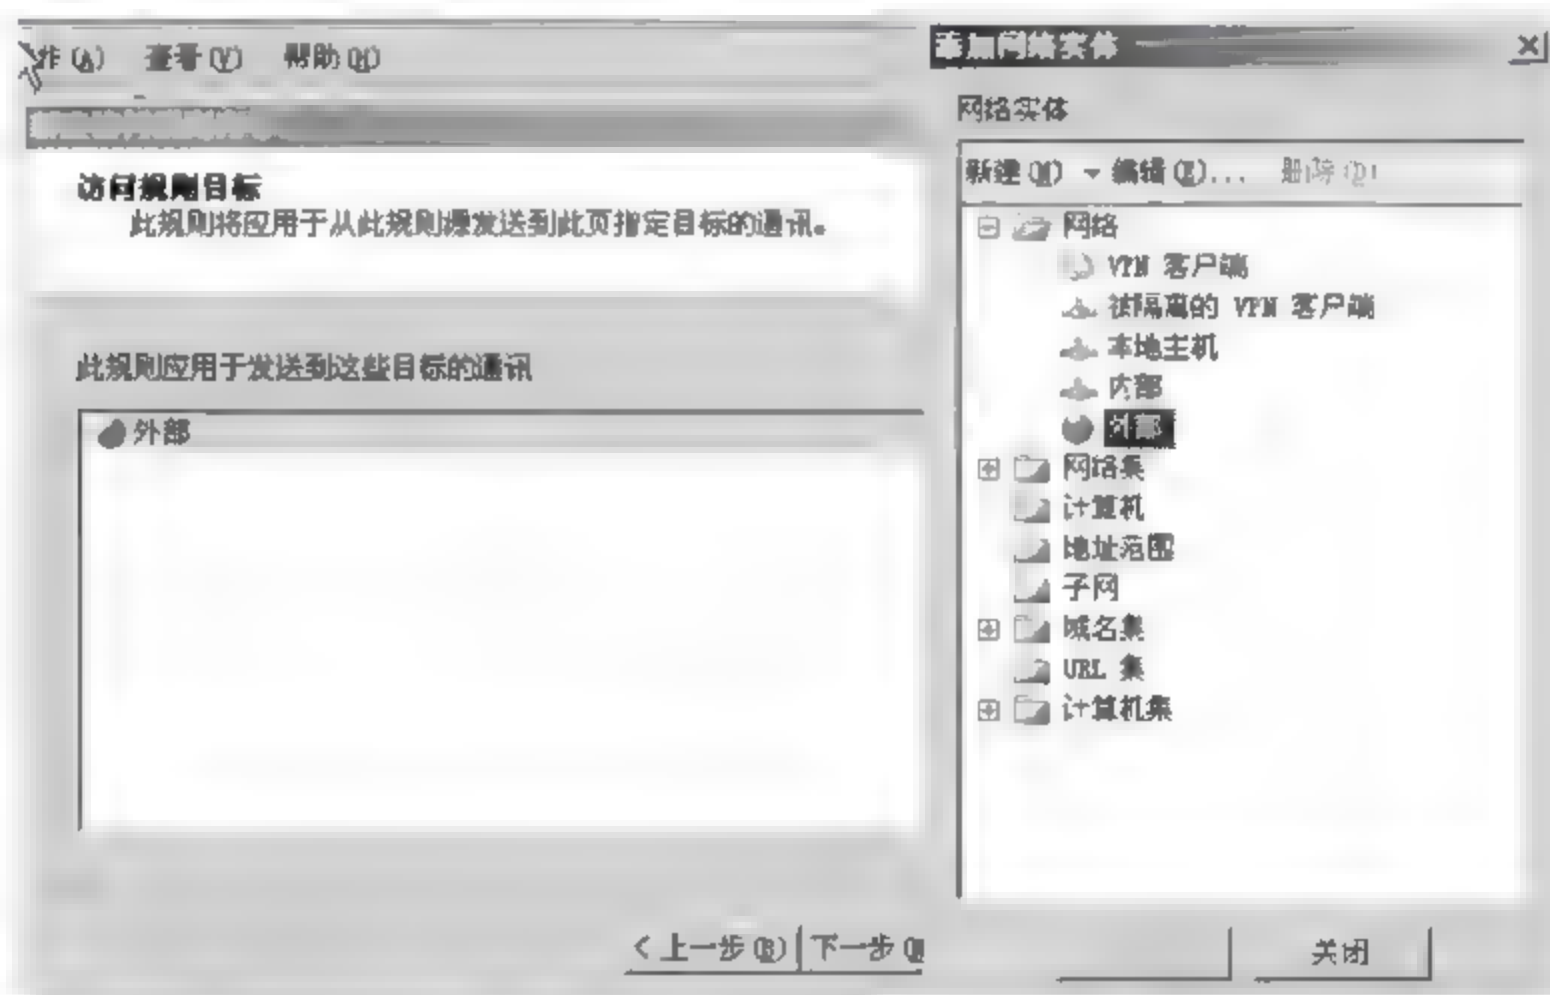 作(A) 查看(V) 帮助(H)
访问规则目标
此规则将应用于从此规则源发送到此页指定目标的通讯。
此规则应用于发送到这些目标的通讯
外部
< 上一步(B) 下一步(N
添加网络实体
网络实体
新建(N) 编辑(E)... 删除(D)
网络
VPN 客户端
被隔离的 VPN 客户端
本地主机
内部
外部
网络集
计算机
地址范围
子网
域名集
URL 集
计算机集
关闭